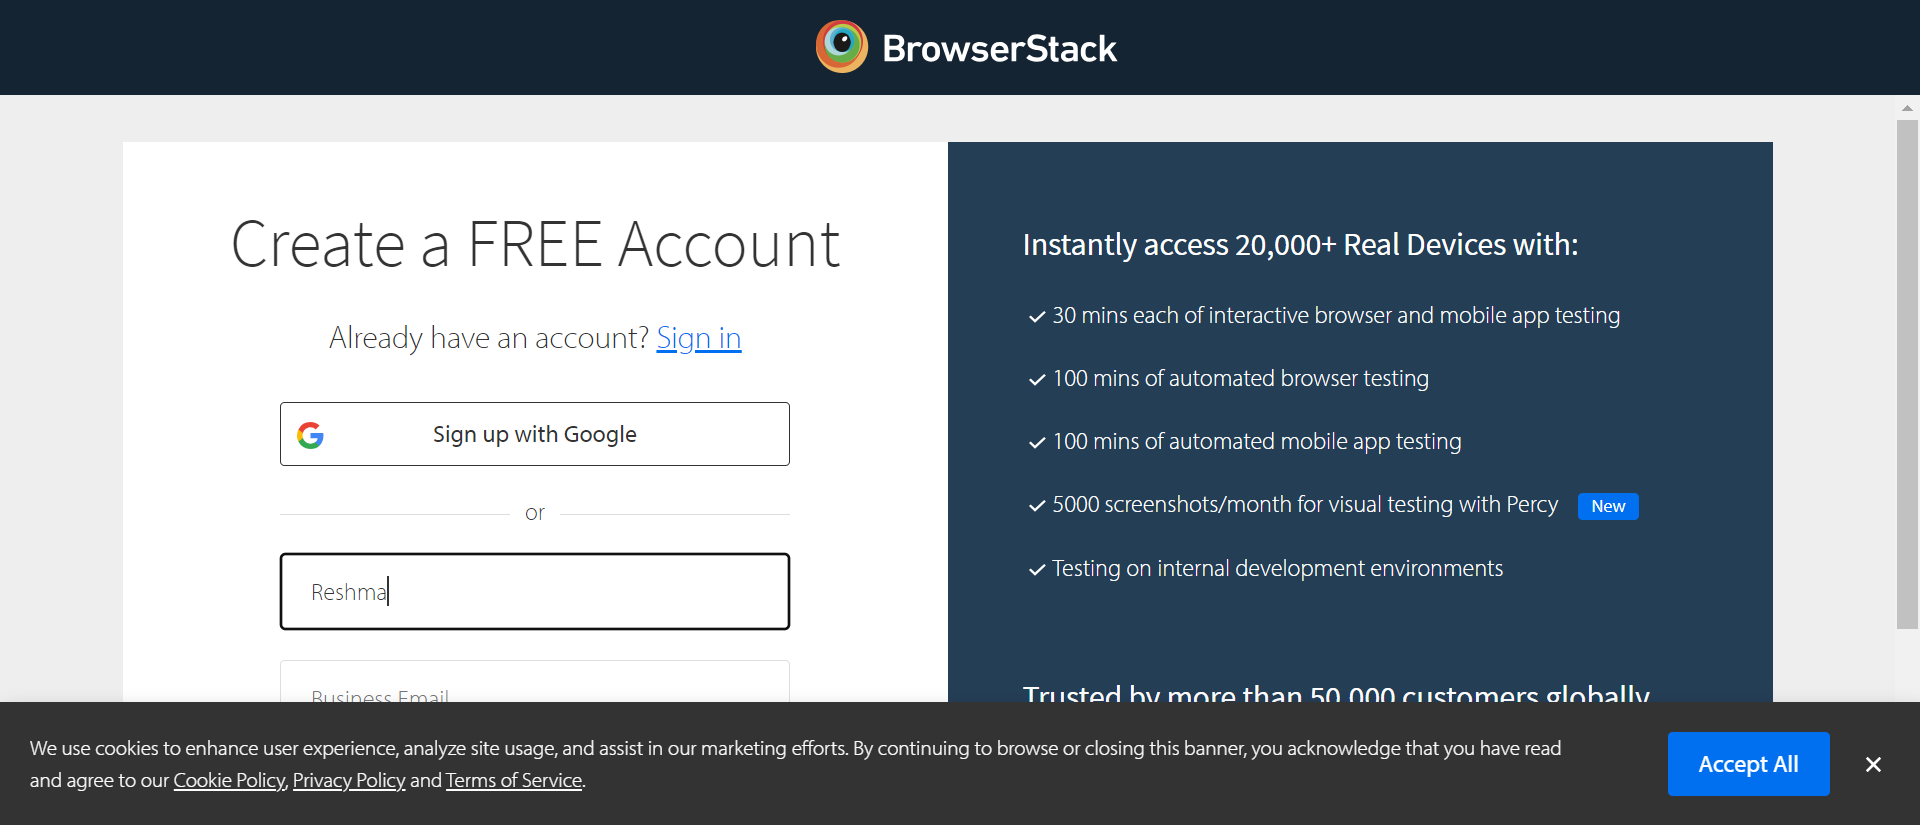 BrowserStack
Create a FREE Account
Already have an account? Sign in
Sign up with Google
or
Reshma
Business Email
Instantly access 20,000+ Real Devices with:
30 mins each of interactive browser and mobile app testing
100 mins of automated browser testing
100 mins of automated mobile app testing
5000 screenshots/month for visual testing with Percy New
Testing on internal development environments
Trusted by more than 50,000 customers globally
We use cookies to enhance user experience, analyze site usage, and assist in our marketing efforts. By continuing to browse or closing this banner, you acknowledge that you have read
and agree to our Cookie Policy, Privacy Policy and Terms of Service.
Accept All